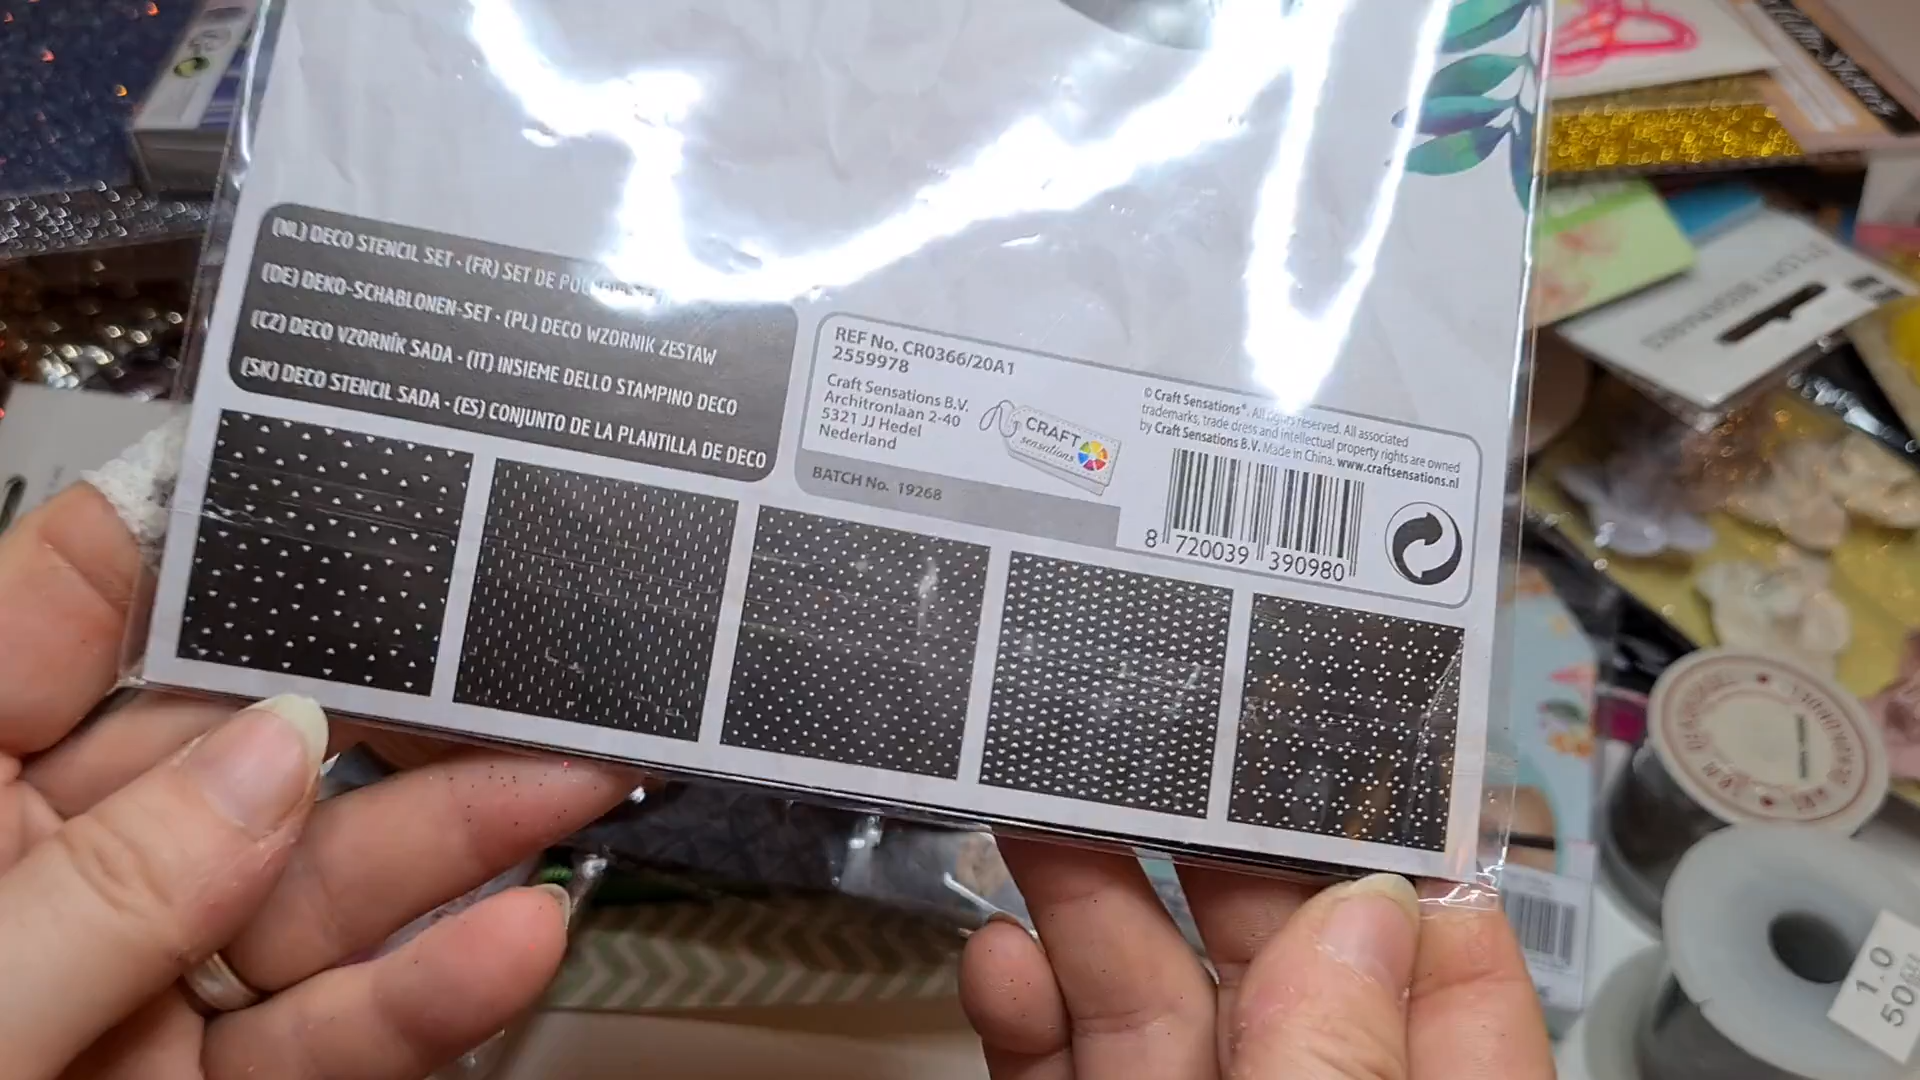 (NL) DECO STENCIL SET • (FR) SET DE
(DE) DEKO-SCHABLONEN-SET • (PL) DECO WZORNIK ZESTAW
(CZ) DECO VZORNÍK SADA • (IT) INSIEME DELLO STAMPINO DECO
(SK) DECO STENCIL SADA • (ES) CONJUNTO DE LA PLANTILLA DE DECO
REF No. CR0366/20A1
2559978
Craft Sensations B.V.
Architronlaan 2-40
5321 JJ Hedel
Nederland
CRAFT
sensations
BATCH No. 19268
© Craft Sensations®. All rights reserved. All associated
trademarks, trade dress and intellectual property rights are owned
by Craft Sensations B.V. Made in China. www.craftsensations.nl
8 720039 390980
1.0